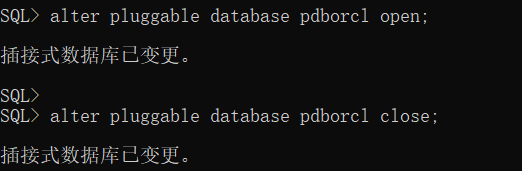 SQL> alter pluggable database pdborcl open;
插接式数据库已变更。
SQL>
SQL> alter pluggable database pdborcl close;
插接式数据库已变更。